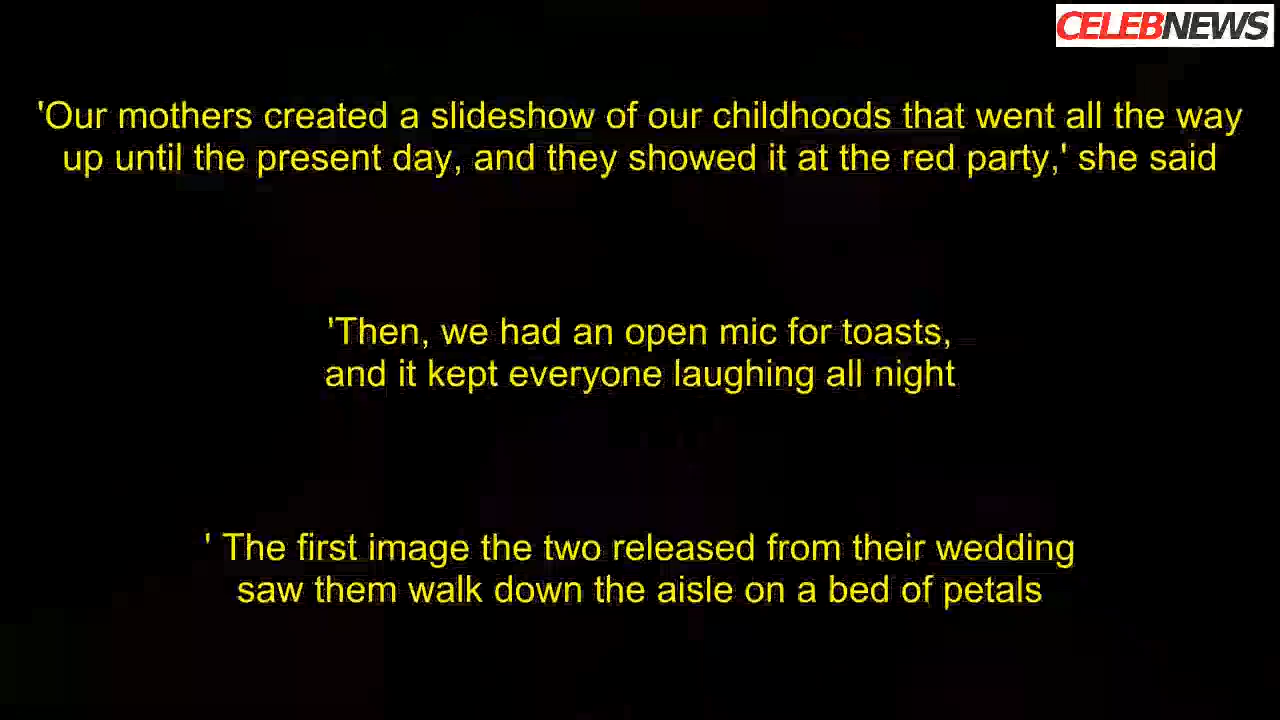 CELEBNEWS
'Our mothers created a slideshow of our childhoods that went all the way
up until the present day, and they showed it at the red party,' she said
'Then, we had an open mic for toasts,
and it kept everyone laughing all night
' The first image the two released from their wedding
saw them walk down the aisle on a bed of petals